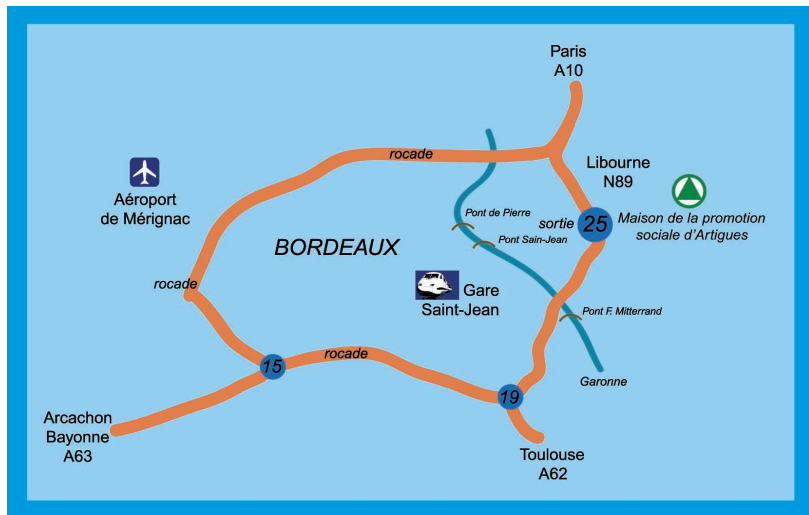 Paris
A10
rocade
Libourne
N89
Aéroport
de Mérignac
Pont de Pierre
sortie
25
Maison de la promotion
sociale d'Artigues
Pont Sain-Jean
BORDEAUX
rocade
Gare
Saint-Jean
Pont F. Mitterrand
rocade
15
Garonne
19
Arcachon
Bayonne
A63
Toulouse
A62